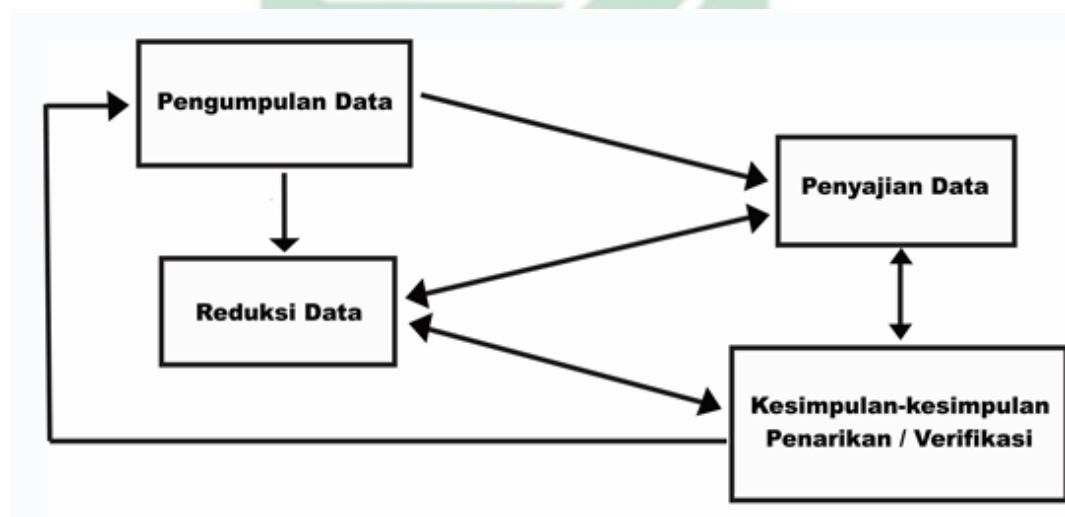 Pengumpulan Data
Penyajian Data
Reduksi Data
Kesimpulan-kesimpulan
Penarikan / Verifikasi